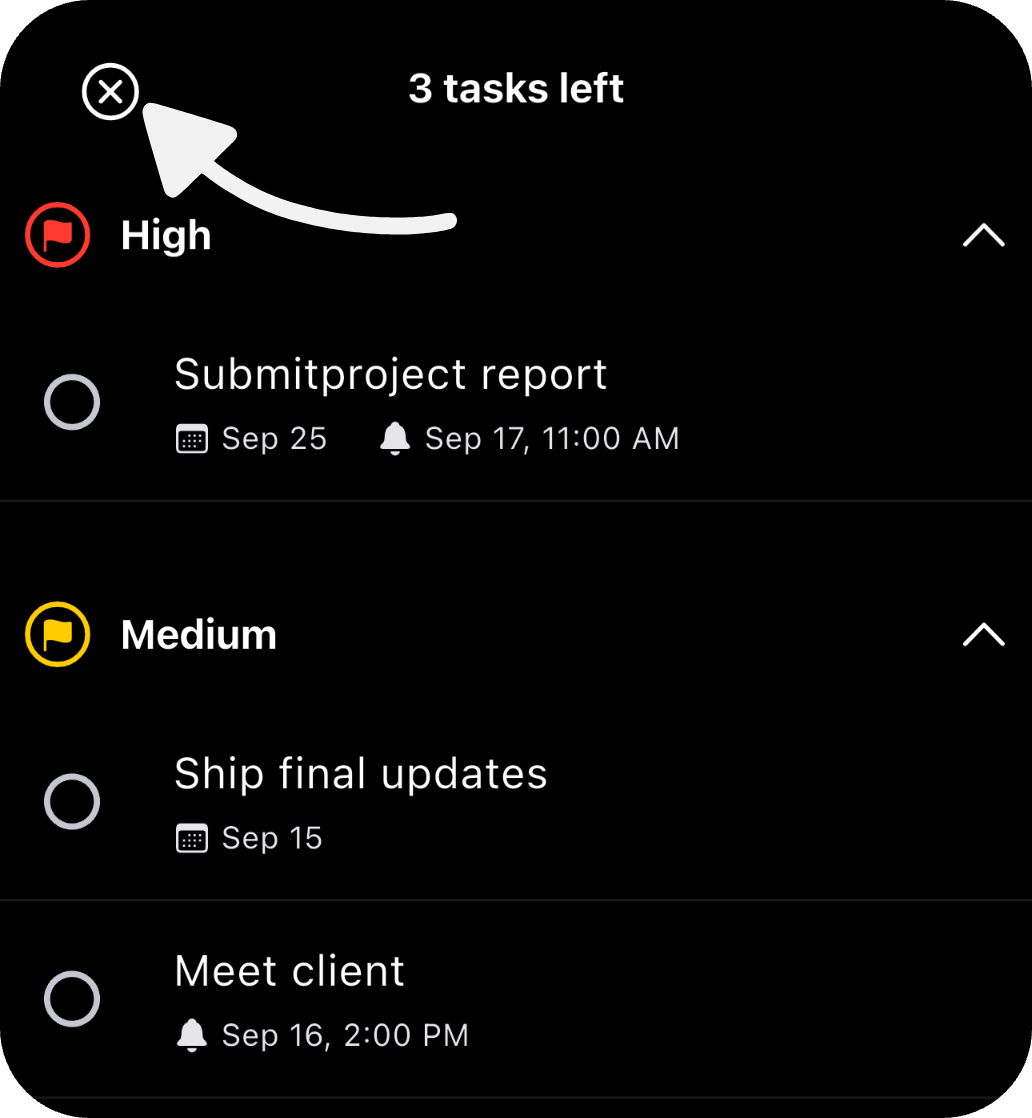 3 tasks left
High
Submitproject report
Sep 25 Sep 17, 11:00 AM
Medium
Ship final updates
Sep 15
Meet client
Sep 16, 2:00 PM